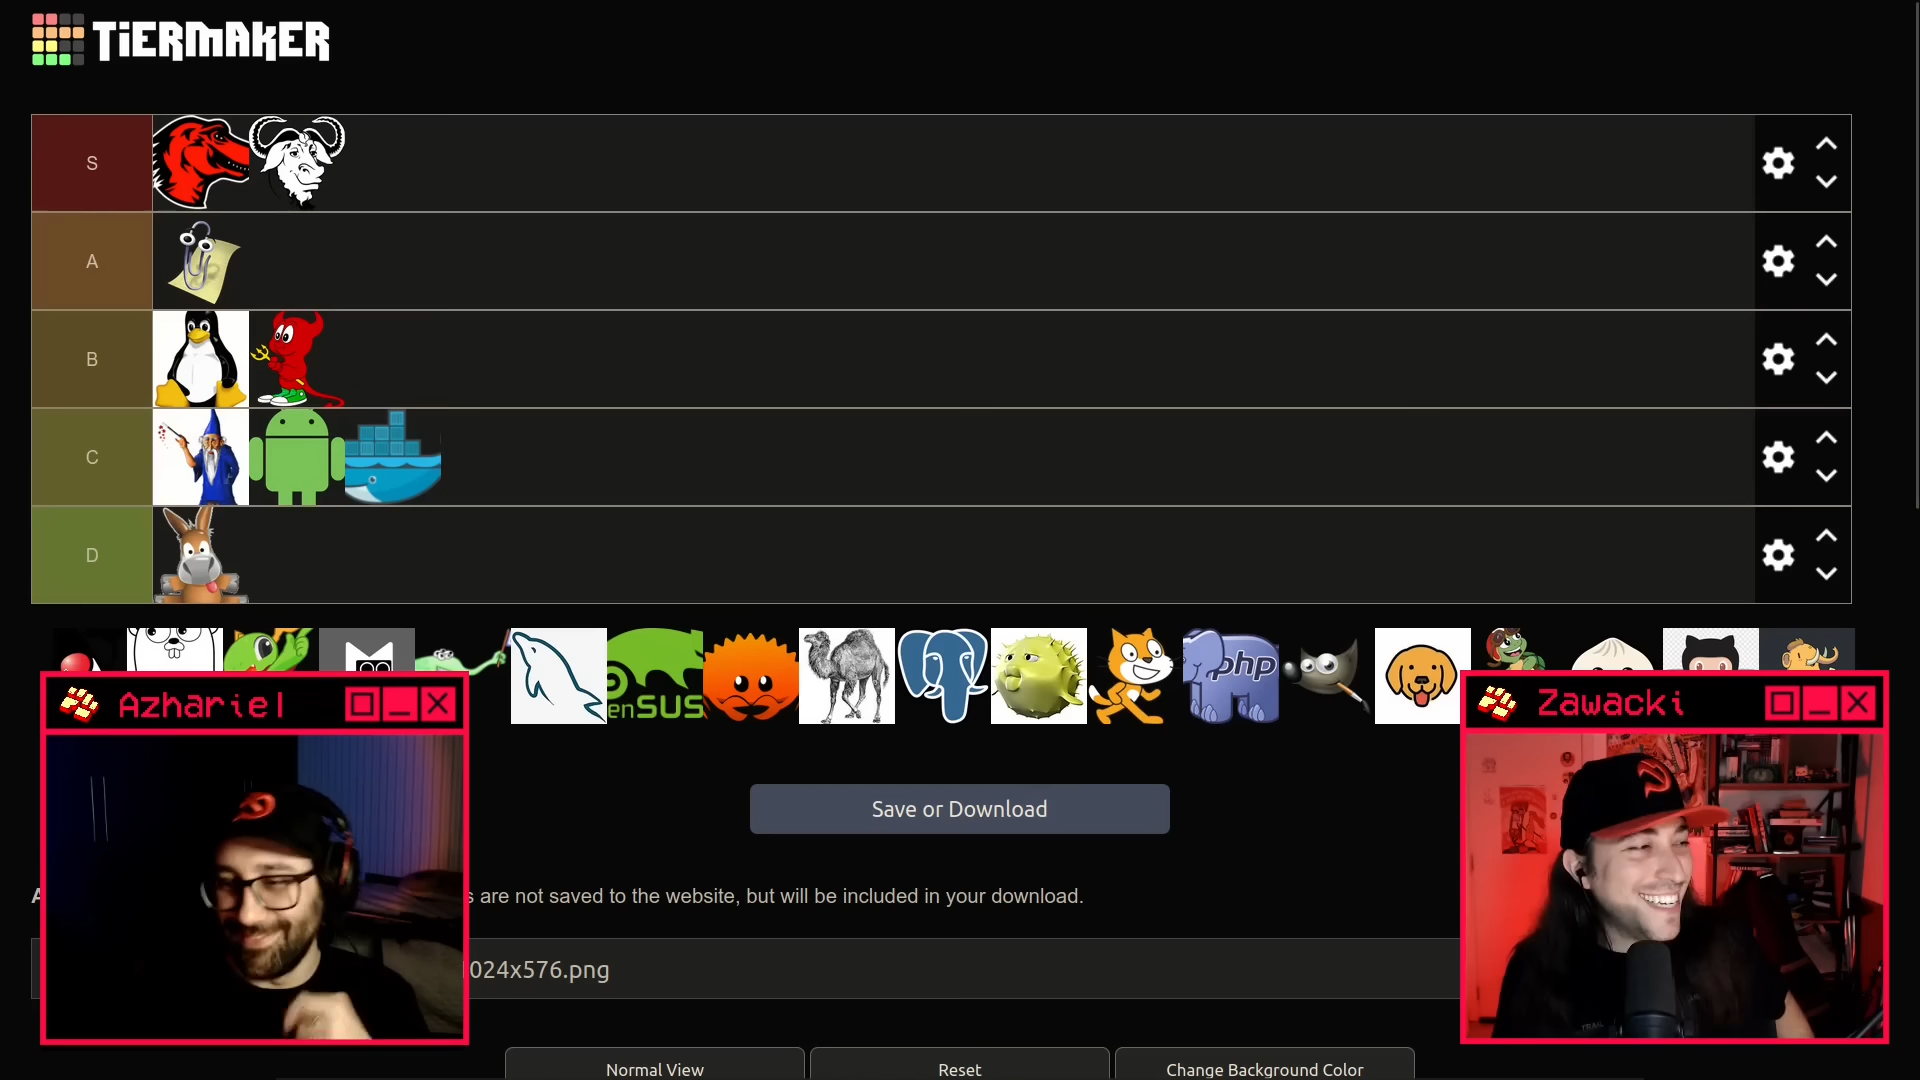 TiERMAKER
S
A
B
C
D
enSUS
php
Azhariel
Zawacki
Save or Download
are not saved to the website, but will be included in your download.
024x576.png
Normal View
Reset
Change Background Color